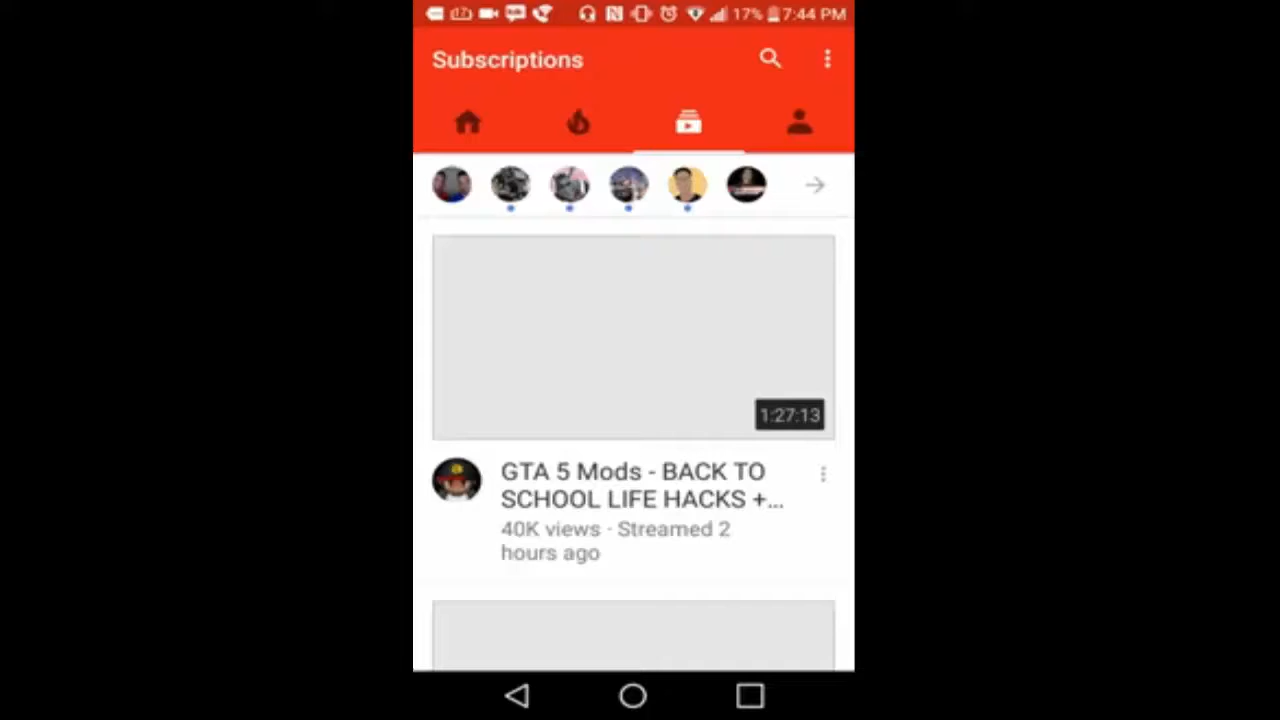 17% 7:44 PM
Subscriptions
1:27:13
GTA 5 Mods - BACK TO
SCHOOL LIFE HACKS +...
40K views · Streamed 2
hours ago